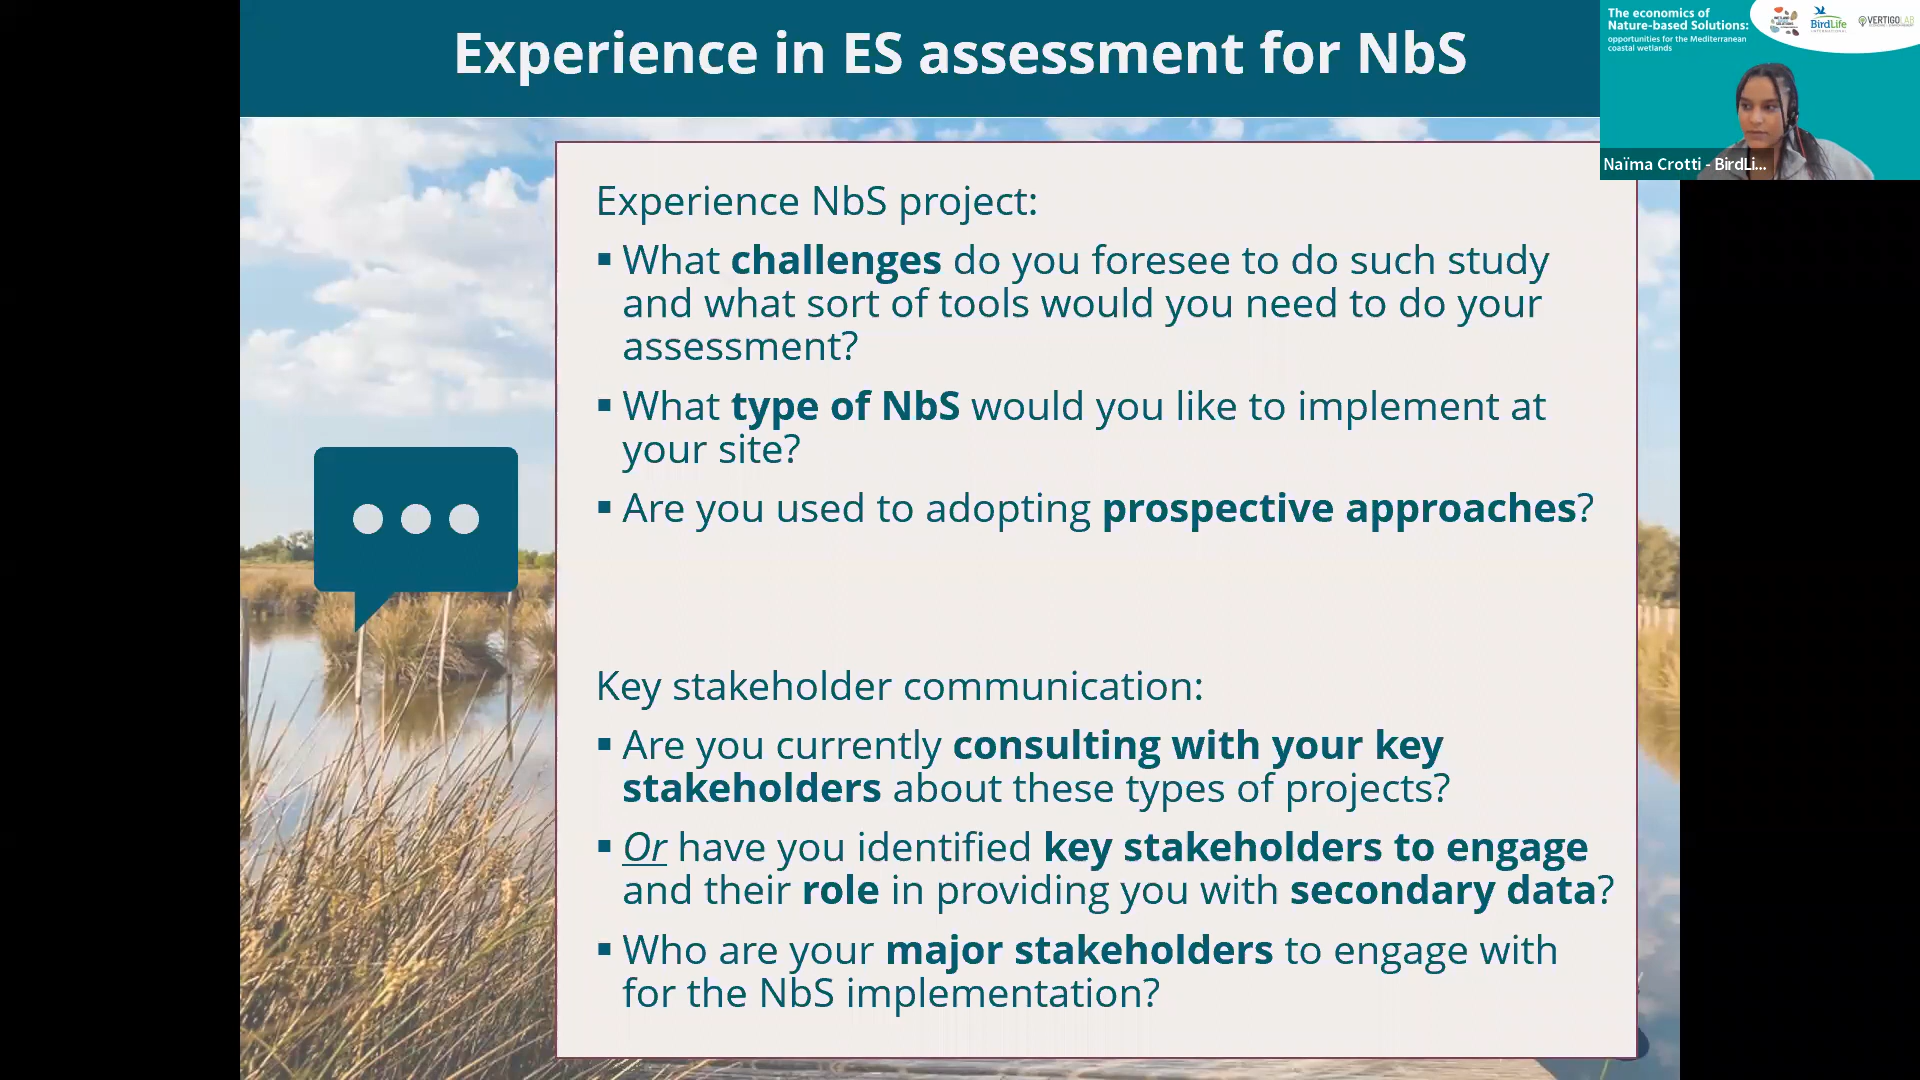 Experience in ES assessment for NbS
The economics of
Nature-based Solutions:
opportunities for the Mediterranean
coastal wetlands
BirdLife
INTERNATIONAL
VERTIGOLAB
Naïma Crotti - BirdLi...
Experience NbS project:
▪ What challenges do you foresee to do such study
and what sort of tools would you need to do your
assessment?
▪ What type of NbS would you like to implement at
your site?
▪ Are you used to adopting prospective approaches?
Key stakeholder communication:
▪ Are you currently consulting with your key
stakeholders about these types of projects?
▪ Or have you identified key stakeholders to engage
and their role in providing you with secondary data?
▪ Who are your major stakeholders to engage with
for the NbS implementation?